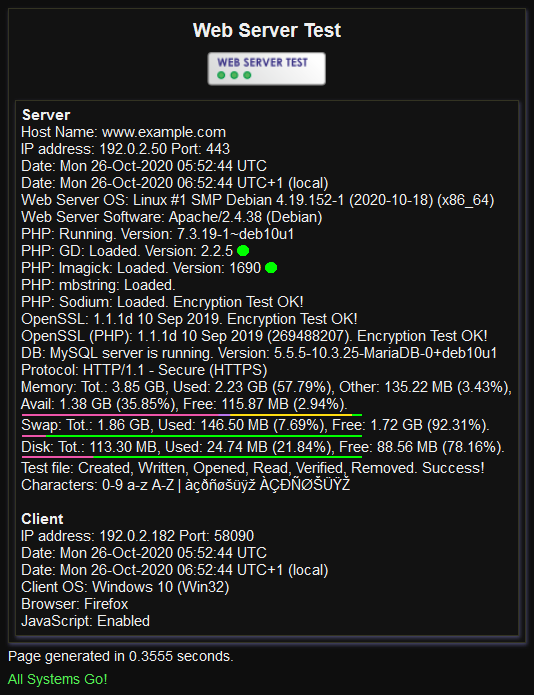 Web Server Test
WEB SERVER TEST
Server
Host Name: www.example.com
IP address: 192.0.2.50 Port: 443
Date: Mon 26-Oct-2020 05:52:44 UTC
Date: Mon 26-Oct-2020 06:52:44 UTC+1 (local)
Web Server OS: Linux #1 SMP Debian 4.19.152-1 (2020-10-18) (x86_64)
Web Server Software: Apache/2.4.38 (Debian)
PHP: Running. Version: 7.3.19-1~deb10u1
PHP: GD: Loaded. Version: 2.2.5
PHP: Imagick: Loaded. Version: 1690
PHP: mbstring: Loaded.
PHP: Sodium: Loaded. Encryption Test OK!
OpenSSL: 1.1.1d 10 Sep 2019. Encryption Test OK!
OpenSSL (PHP): 1.1.1d 10 Sep 2019 (269488207). Encryption Test OK!
DB: MySQL server is running. Version: 5.5.5-10.3.25-MariaDB-0+deb10u1
Protocol: HTTP/1.1 - Secure (HTTPS)
Memory: Tot.: 3.85 GB, Used: 2.23 GB (57.79%), Other: 135.22 MB (3.43%),
Avail: 1.38 GB (35.85%), Free: 115.87 MB (2.94%).
Swap: Tot.: 1.86 GB, Used: 146.50 MB (7.69%), Free: 1.72 GB (92.31%).
Disk: Tot.: 113.30 MB, Used: 24.74 MB (21.84%), Free: 88.56 MB (78.16%).
Test file: Created, Written, Opened, Read, Verified, Removed. Success!
Characters: 0-9 a-z A-Z | àçðñøšüÿž ÀÇÐÑØŠÜŸŽ
Client
IP address: 192.0.2.182 Port: 58090
Date: Mon 26-Oct-2020 05:52:44 UTC
Date: Mon 26-Oct-2020 06:52:44 UTC+1 (local)
Client OS: Windows 10 (Win32)
Browser: Firefox
JavaScript: Enabled
Page generated in 0.3555 seconds.
All Systems Go!